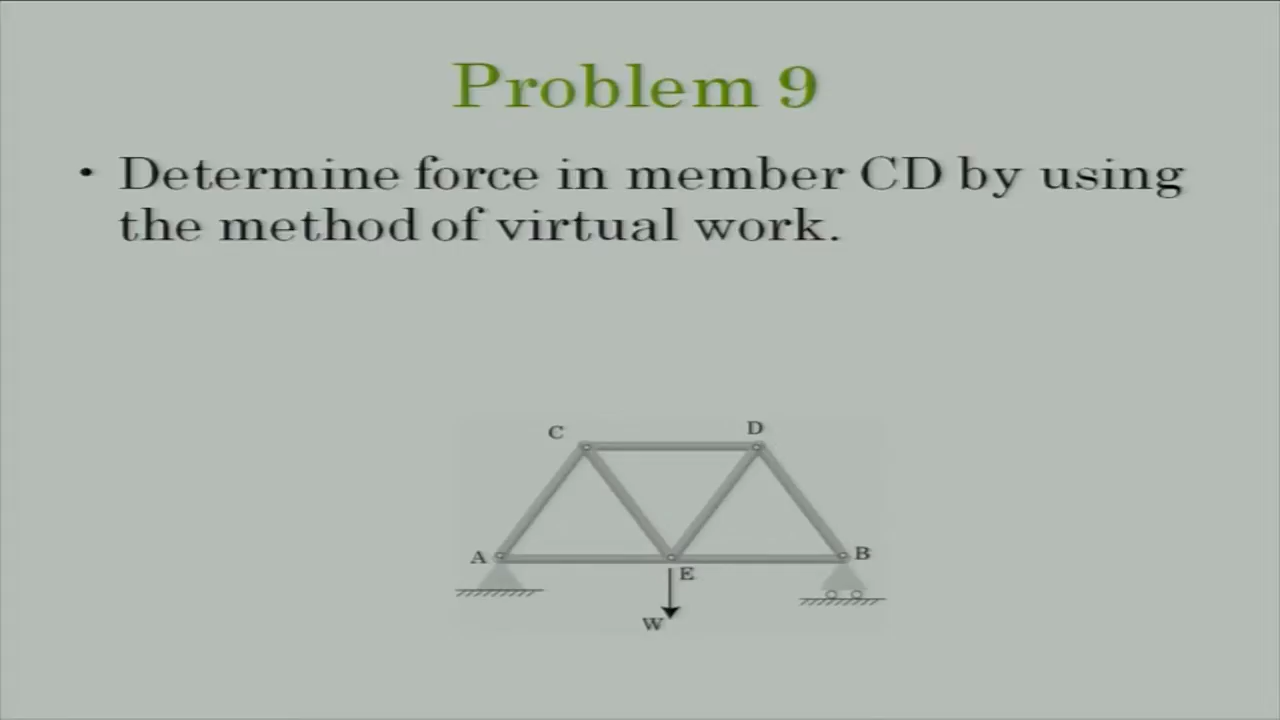 Problem 9
• Determine force in member CD by using
the method of virtual work.
C
D
A
B
E
W